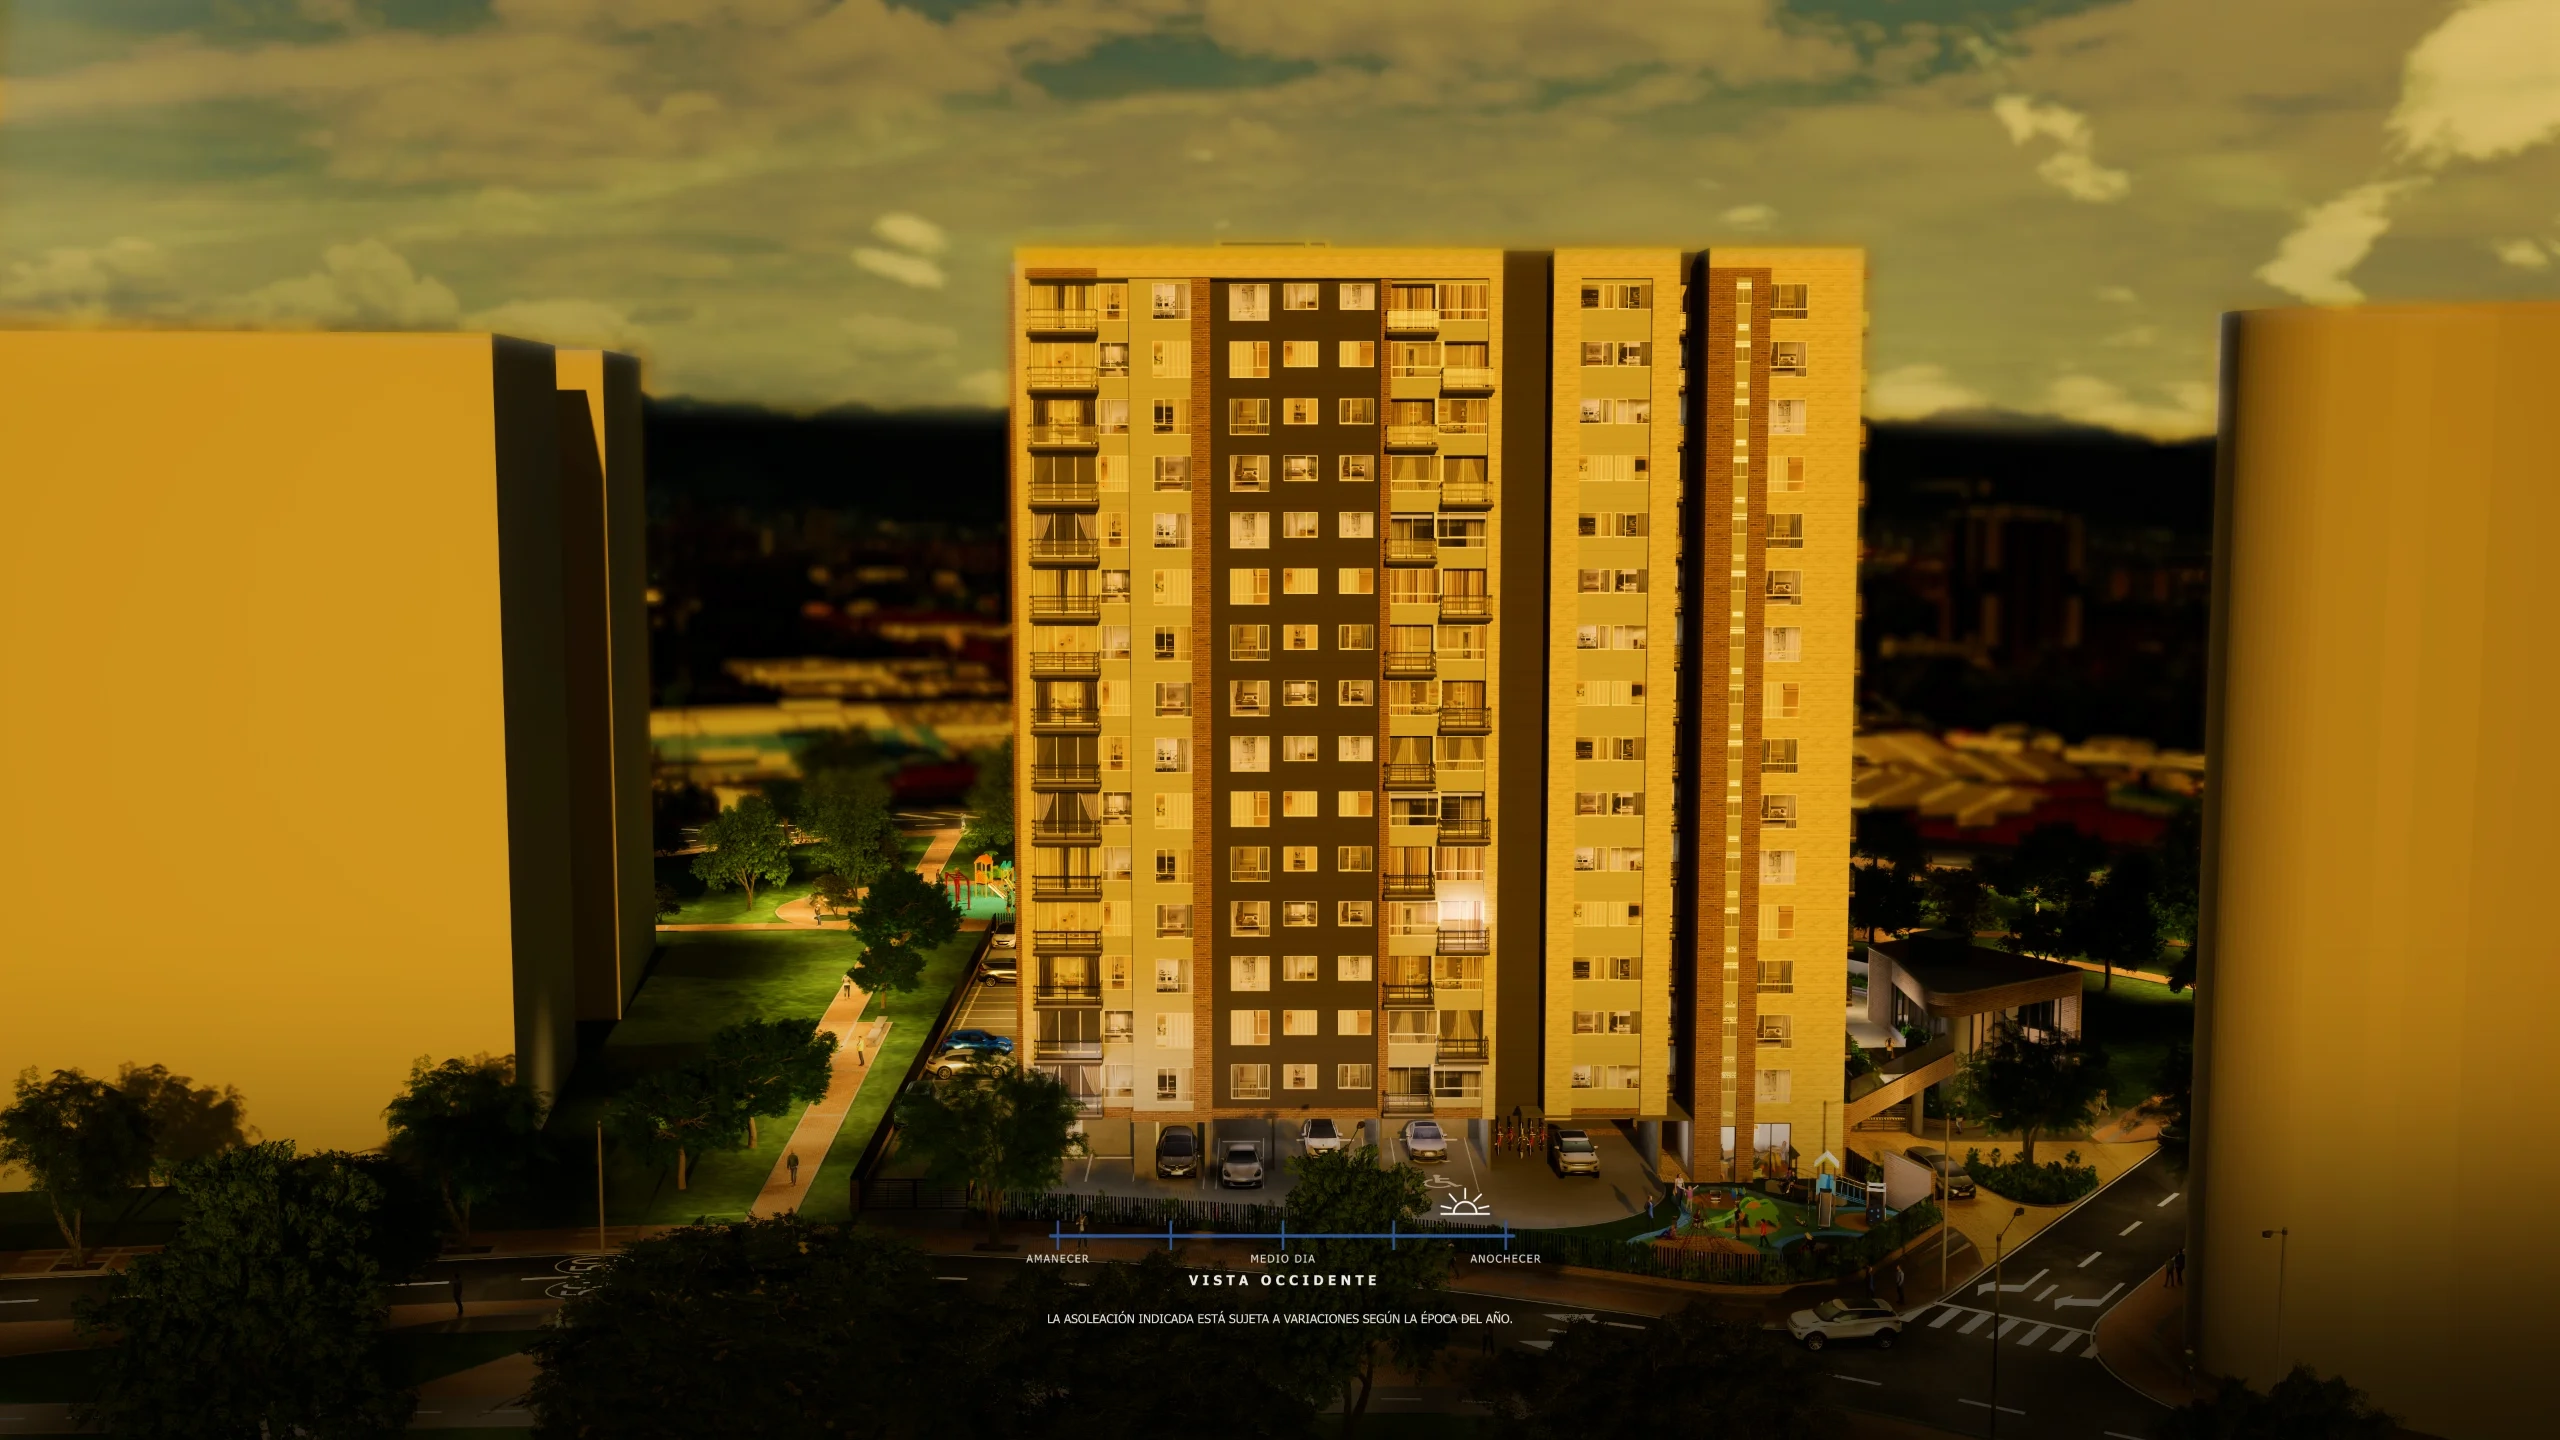 AMANECER MEDIO DIA ANOCHECER
VISTA OCCIDENTE
LA ASOLEACIÓN INDICADA ESTÁ SUJETA A VARIACIONES SEGÚN LA ÉPOCA DEL AÑO.